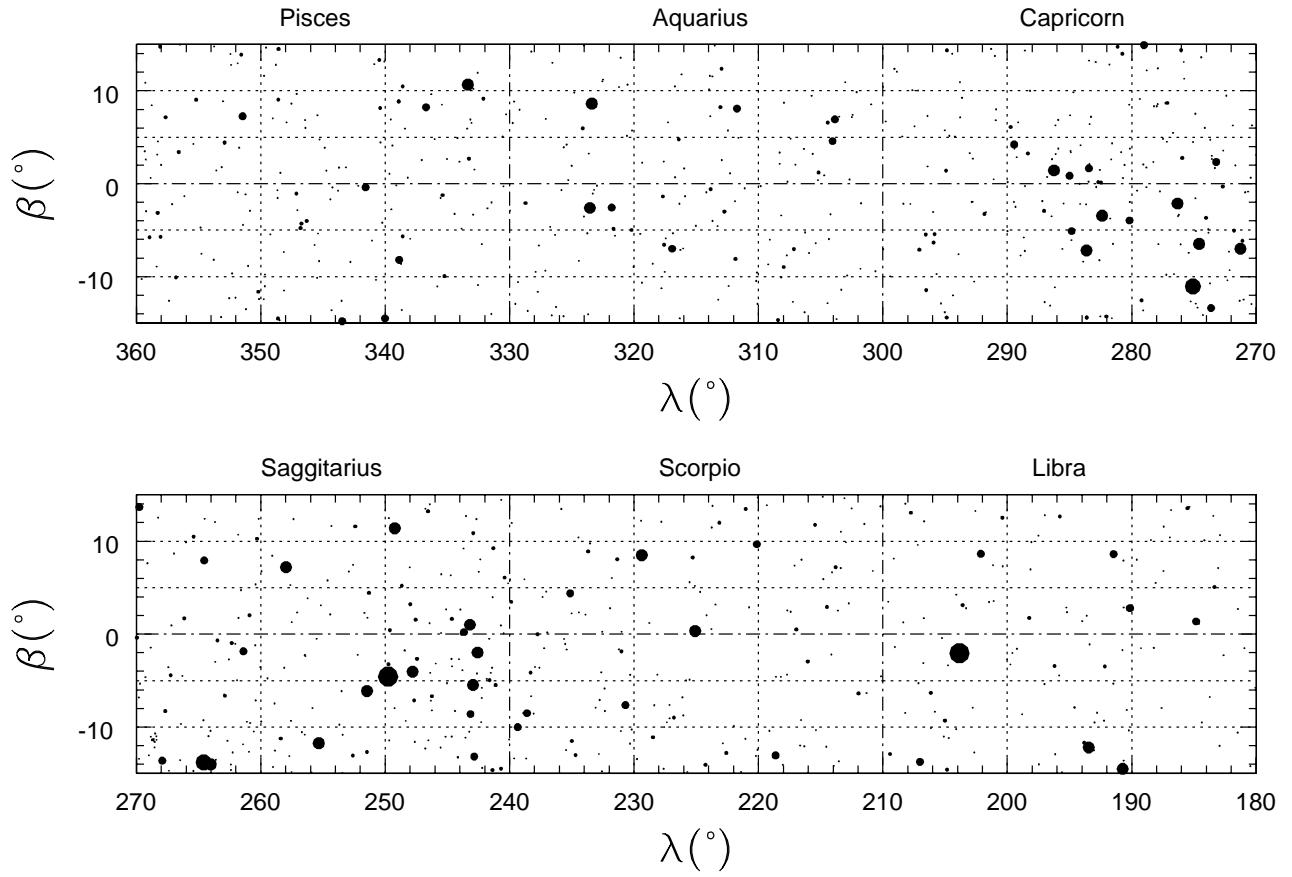 Pisces Aquarius Capricorn
10
0
-10
β(°)
360 350 340 330 320 310 300 290 280 270
λ(°)
Saggitarius Scorpio Libra
10
0
-10
β(°)
270 260 250 240 230 220 210 200 190 180
λ(°)